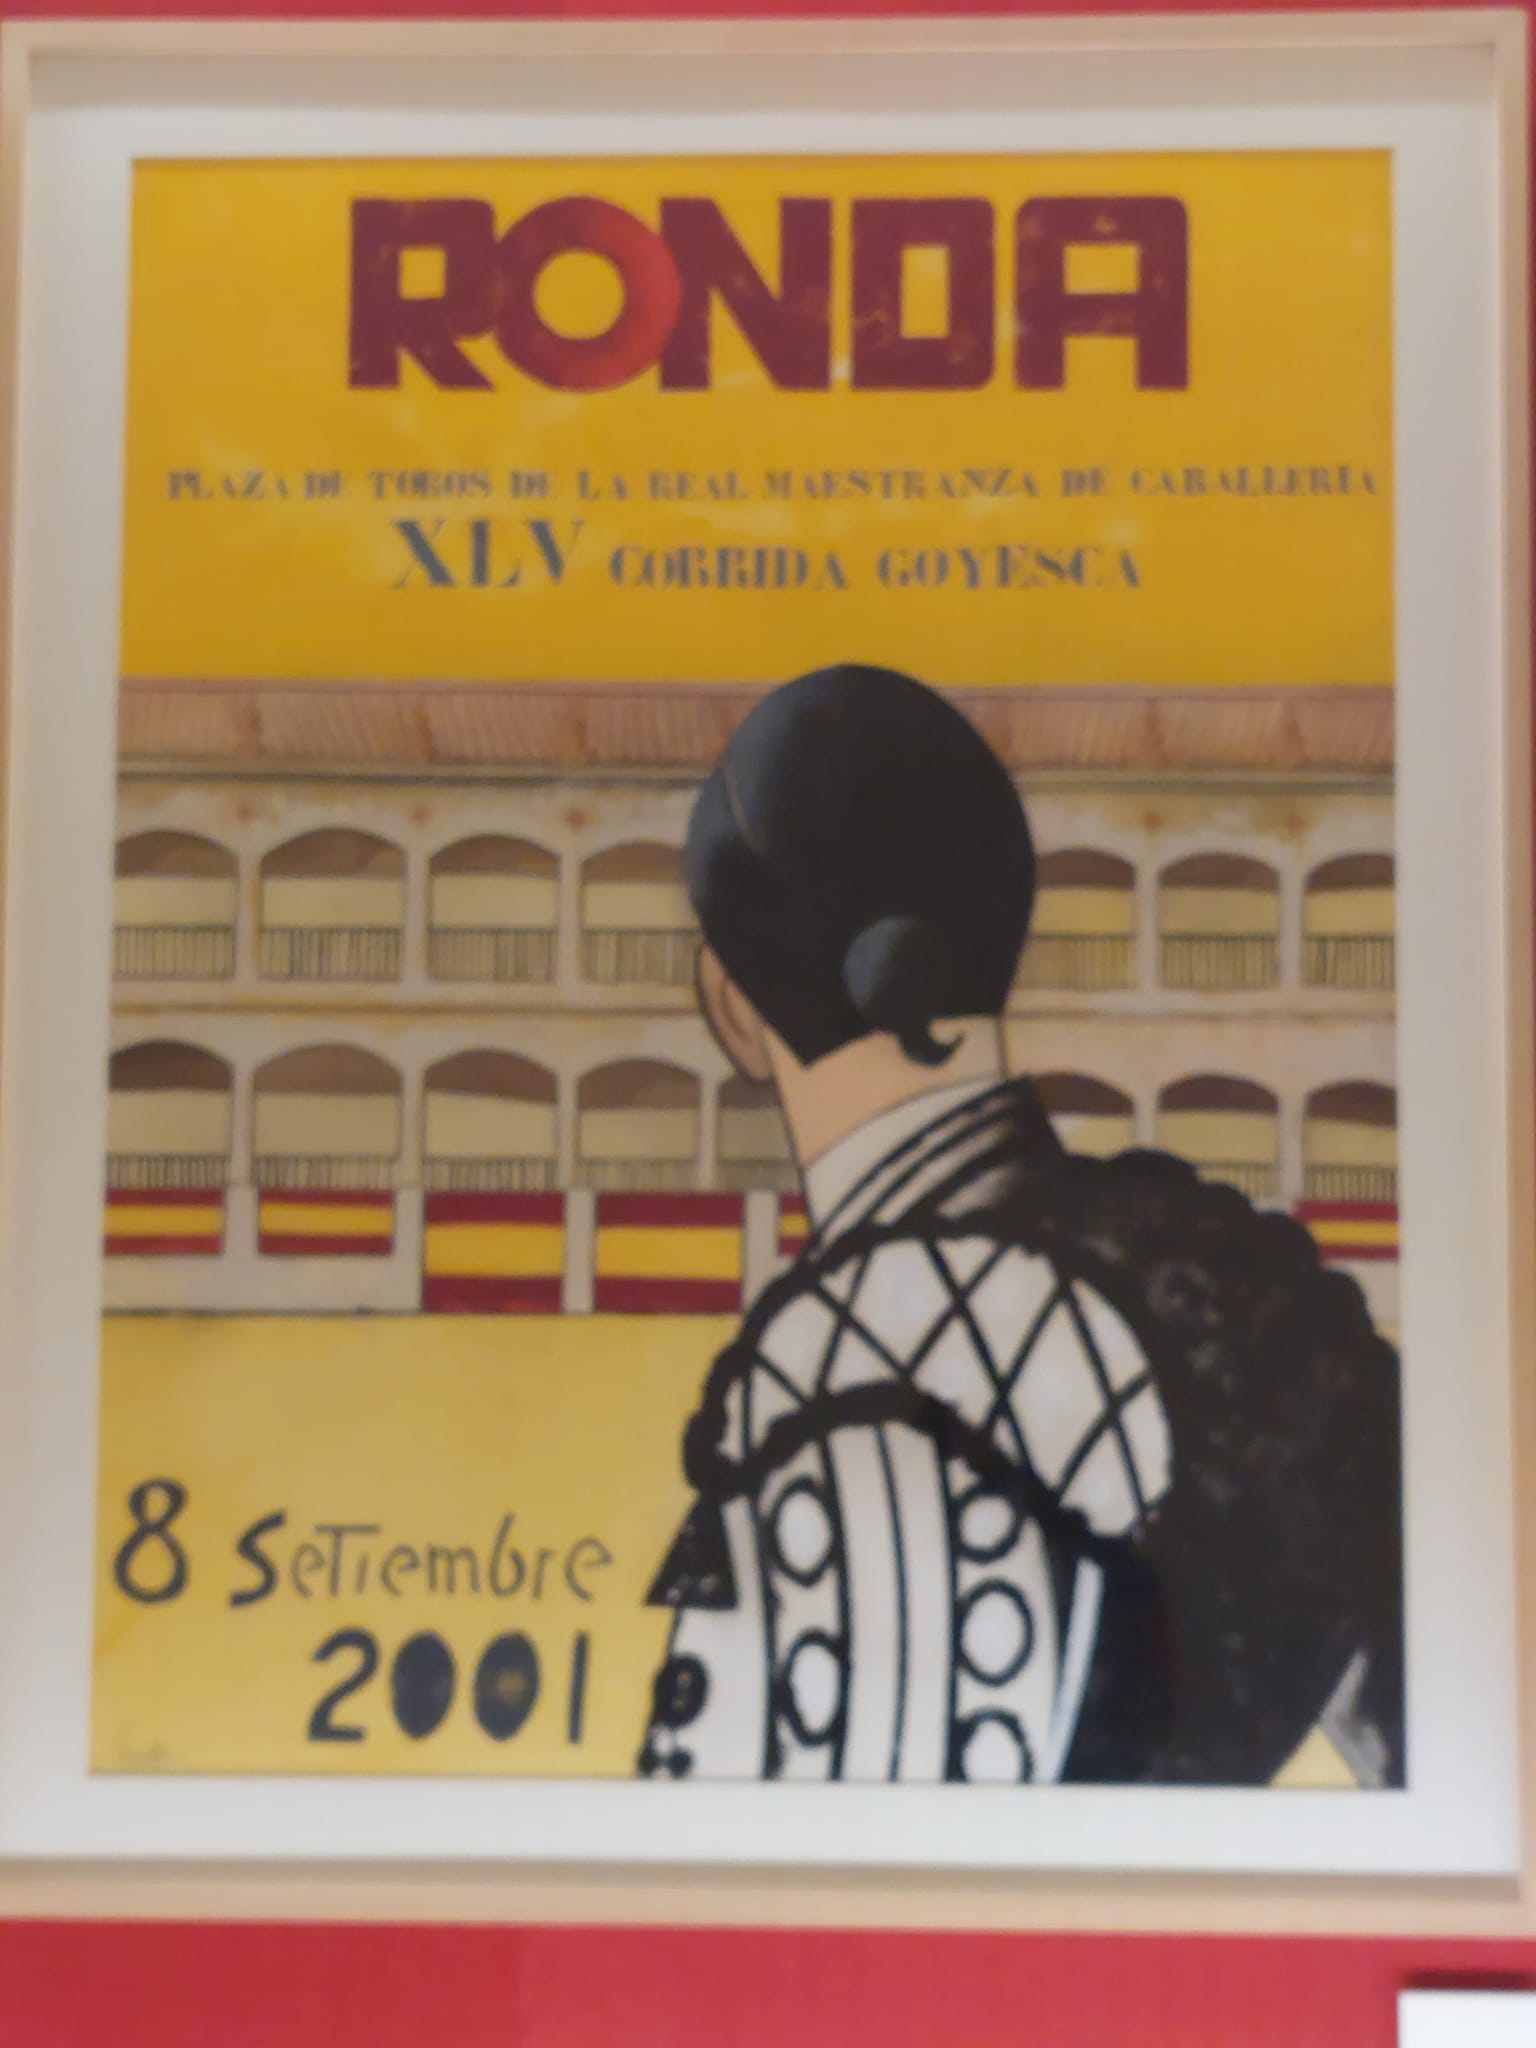 RONDA
PLAZA DE TOROS DE LA REAL MAESTRANZA DE CABALLERIA
XLV CORRIDA GOYESCA
8 SeTiembre
2001